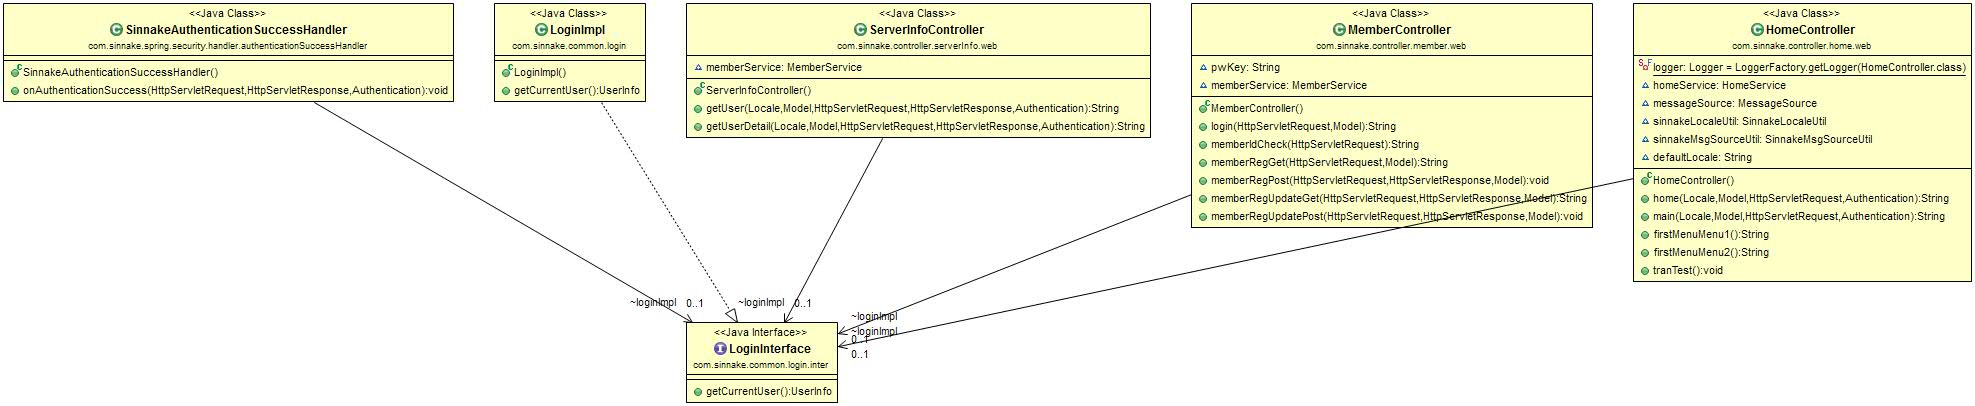 <<Java Class>>
SinnakeAuthenticationSuccessHandler
com.sinnake.spring.security.handler.authenticationSuccessHandler
SinnakeAuthenticationSuccessHandler()
onAuthenticationSuccess(HttpServletRequest,HttpServletResponse,Authentication):void
<<Java Class>>
LoginImpl
com.sinnake.common.login
LoginImpl()
getCurrentUser():UserInfo
<<Java Class>>
ServerInfoController
com.sinnake.controller.serverInfo.web
memberService: MemberService
ServerInfoController()
getUser(Locale,Model,HttpServletRequest,HttpServletResponse,Authentication):String
getUserDetail(Locale,Model,HttpServletRequest,HttpServletResponse,Authentication):String
<<Java Class>>
MemberController
com.sinnake.controller.member.web
pwKey: String
memberService: MemberService
MemberController()
login(HttpServletRequest,Model):String
memberIdCheck(HttpServletRequest):String
memberRegGet(HttpServletRequest,Model):String
memberRegPost(HttpServletRequest,HttpServletResponse,Model):void
memberRegUpdateGet(HttpServletRequest,HttpServletResponse,Model):String
memberRegUpdatePost(HttpServletRequest,HttpServletResponse,Model):void
<<Java Class>>
HomeController
com.sinnake.controller.home.web
logger: Logger = LoggerFactory.getLogger(HomeController.class)
homeService: HomeService
messageSource: MessageSource
sinnakeLocaleUtil: SinnakeLocaleUtil
sinnakeMsgSourceUtil: SinnakeMsgSourceUtil
defaultLocale: String
HomeController()
home(Locale,Model,HttpServletRequest,Authentication):String
main(Locale,Model,HttpServletRequest,Authentication):String
firstMenuMenu1():String
firstMenuMenu2():String
tranTest():void
~loginImpl 0..1
~loginImpl 0..1
~loginImpl
~loginImpl
0..1
0..1
<<Java Interface>>
LoginInterface
com.sinnake.common.login.inter
getCurrentUser():UserInfo